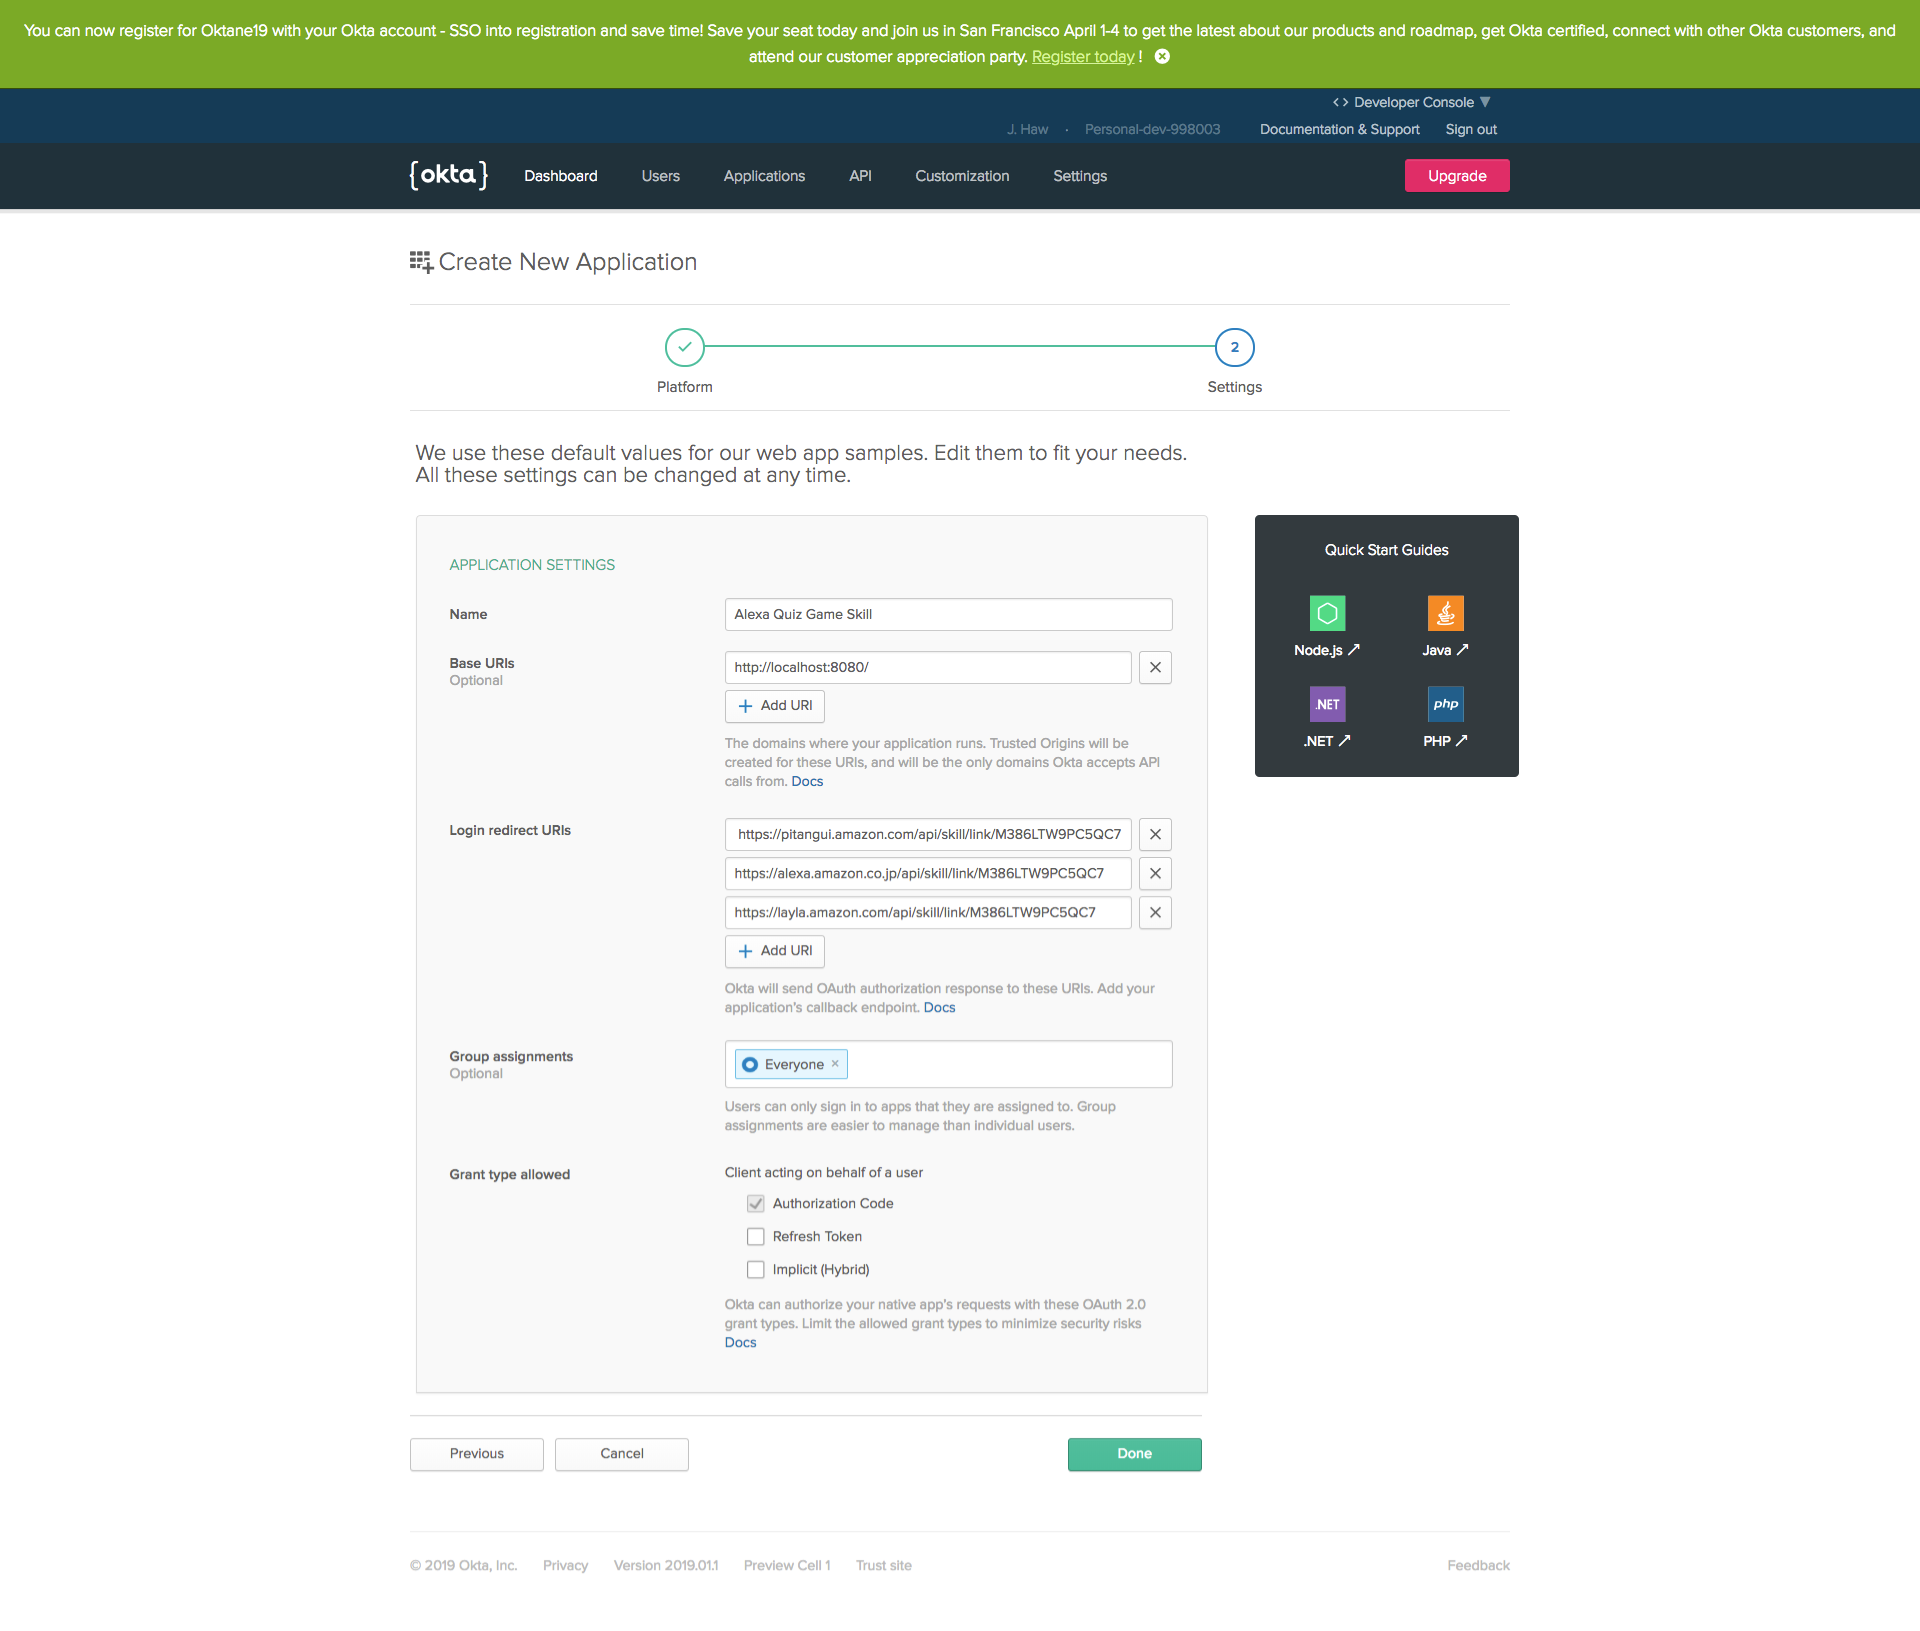 You can now register for Oktane19 with your Okta account - SSO into registration and save time! Save your seat today and join us in San Francisco April 1-4 to get the latest about our products and roadmap, get Okta certified, connect with other Okta customers, and
attend our customer appreciation party. Register today !
<> Developer Console ▼
J. Haw · Personal-dev-998003 Documentation & Support Sign out
{okta} Dashboard Users Applications API Customization Settings Upgrade
Create New Application
2
Platform Settings
We use these default values for our web app samples. Edit them to fit your needs.
All these settings can be changed at any time.
APPLICATION SETTINGS
Name Alexa Quiz Game Skill
Base URIs
Optional
http://localhost:8080/
+ Add URI
The domains where your application runs. Trusted Origins will be
created for these URIs, and will be the only domains Okta accepts API
calls from. Docs
Login redirect URIs
https://pitangui.amazon.com/api/skill/link/M386LTW9PC5QC7
https://alexa.amazon.co.jp/api/skill/link/M386LTW9PC5QC7
https://layla.amazon.com/api/skill/link/M386LTW9PC5QC7
+ Add URI
Okta will send OAuth authorization response to these URIs. Add your
application's callback endpoint. Docs
Group assignments
Optional
Everyone ×
Users can only sign in to apps that they are assigned to. Group
assignments are easier to manage than individual users.
Grant type allowed
Client acting on behalf of a user
Authorization Code
Refresh Token
Implicit (Hybrid)
Okta can authorize your native app's requests with these OAuth 2.0
grant types. Limit the allowed grant types to minimize security risks
Docs
Quick Start Guides
Node.js Java
.NET php
.NET PHP
Previous Cancel Done
© 2019 Okta, Inc. Privacy Version 2019.01.1 Preview Cell 1 Trust site Feedback